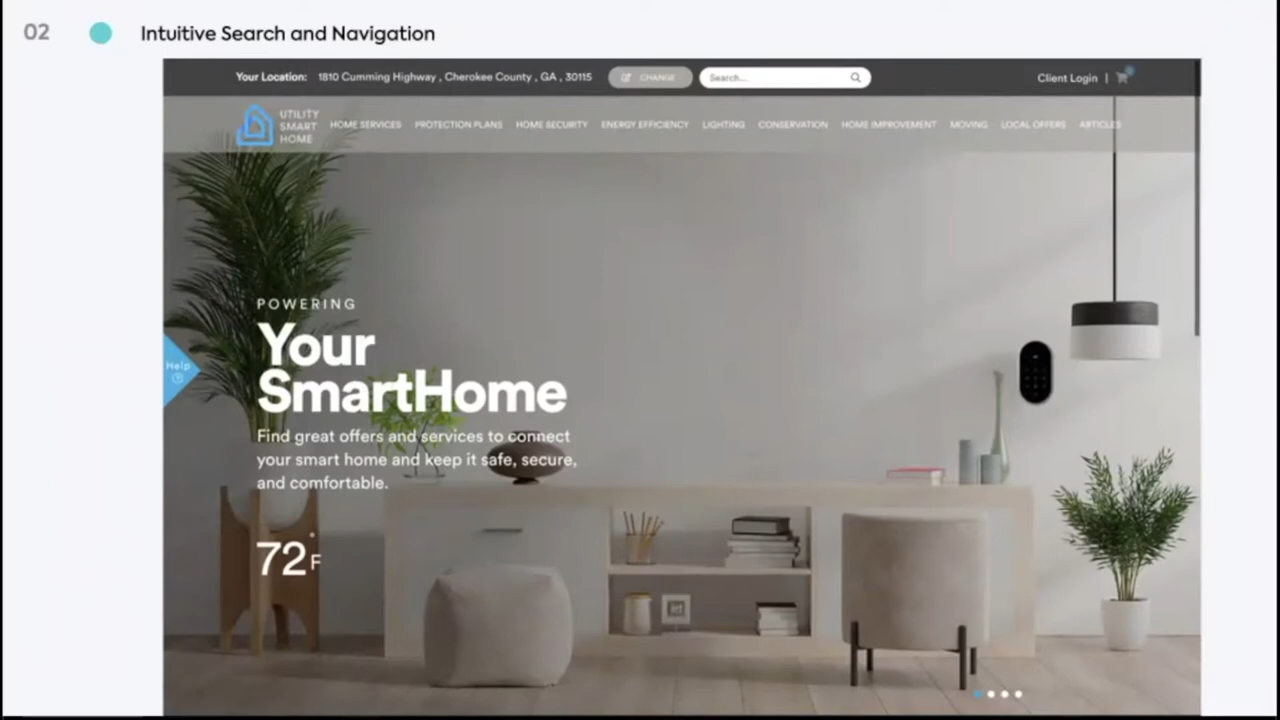 02 Intuitive Search and Navigation
Your Location: 1810 Cumming Highway , Cherokee County , GA , 30115 CHANGE Search... Client Login |
UTILITY
SMART
HOME
HOME SERVICES PROTECTION PLANS HOME SECURITY ENERGY EFFICIENCY LIGHTING CONSERVATION HOME IMPROVEMENT MOVING LOCAL OFFERS ARTICLES
POWERING
Your
SmartHome
Help
Find great offers and services to connect
your smart home and keep it safe, secure,
and comfortable.
72°F